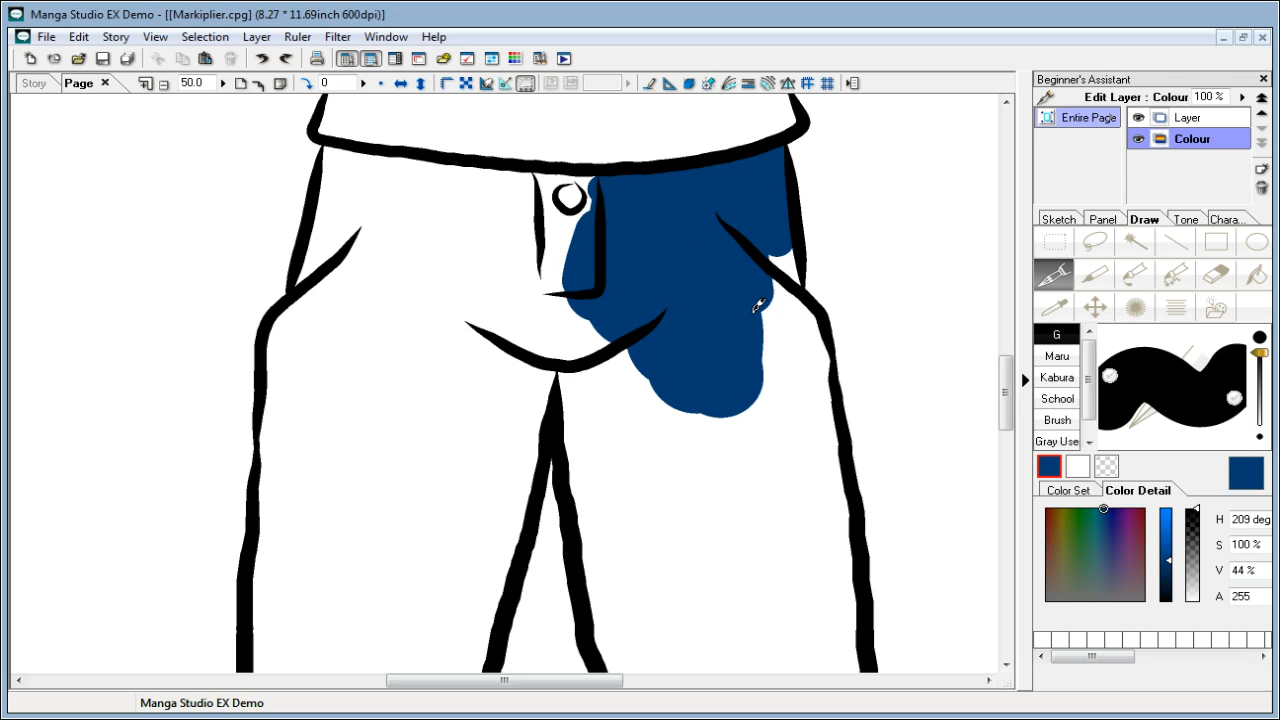 Manga Studio EX Demo - [[Markiplier.cpg] (8.27 * 11.69inch 600dpi)]
File Edit Story View Selection Layer Ruler Filter Window Help
Story Page 50.0 0
Beginner's Assistant
Edit Layer : Colour 100 %
Entire Page Layer
Colour
Sketch Panel Draw Tone Chara...
G
Maru
Kabura
School
Brush
Gray Use
Color Set Color Detail
H 209 deg
S 100 %
V 44 %
A 255
Manga Studio EX Demo